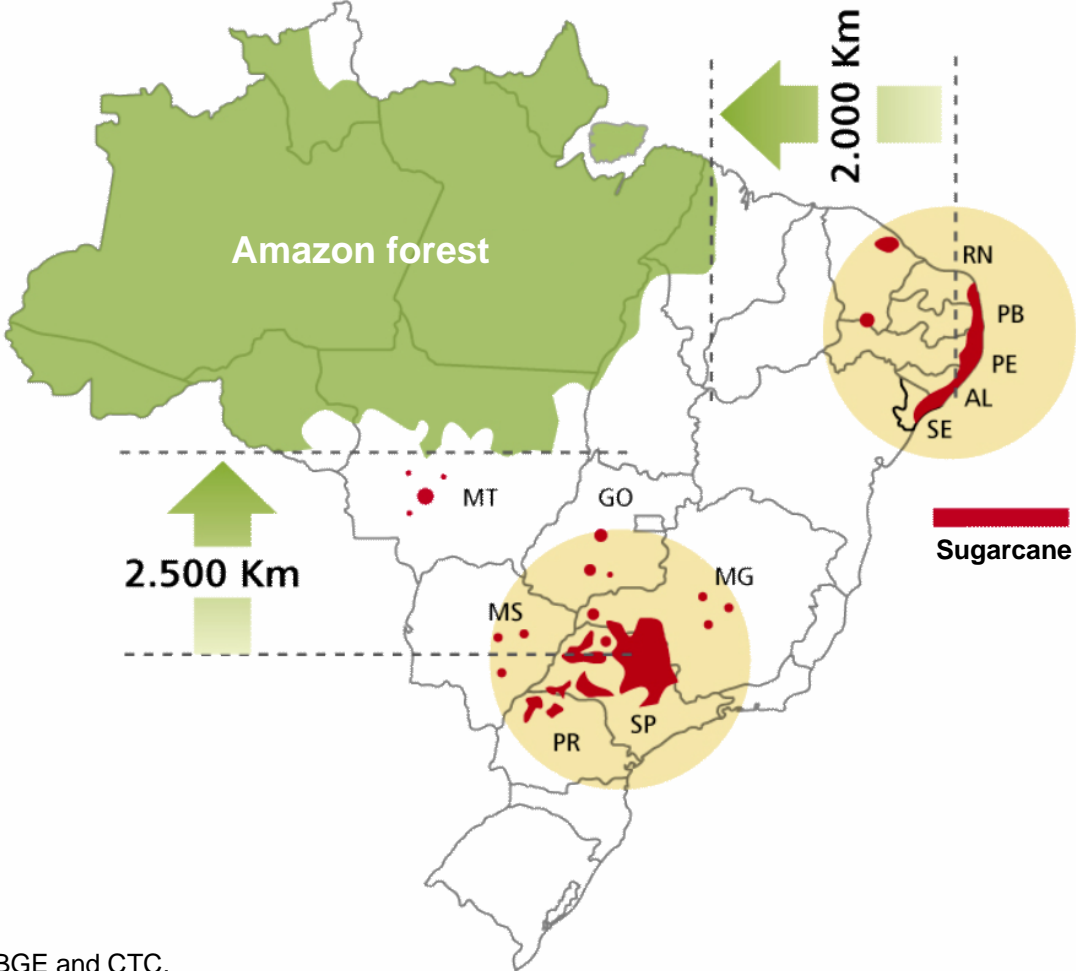 2.000 Km
Amazon forest
RN
PB
PE
AL
SE
MT
GO
Sugarcane
2.500 Km
MG
MS
SP
PR
BGE and CTC.